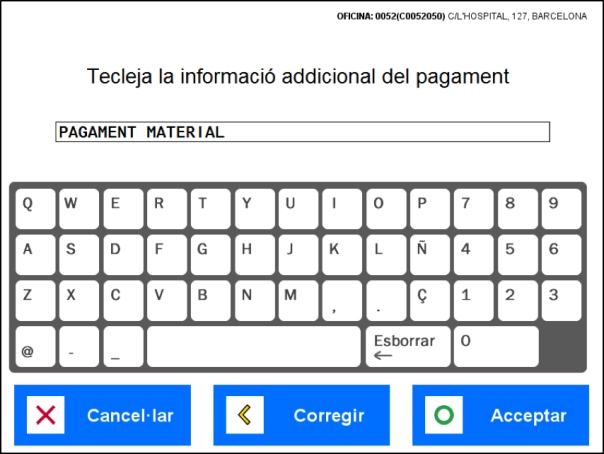 OFICINA: 0052(C0052050) C/L'HOSPITAL, 127, BARCELONA
Tecleja la informació addicional del pagament
PAGAMENT MATERIAL
Q W E R T Y U I O P 7 8 9
A S D F G H J K L Ñ 4 5 6
Z X C V B N M , . Ç 1 2 3
@ - _ Esborrar 0
←
Cancel·lar Corregir Acceptar